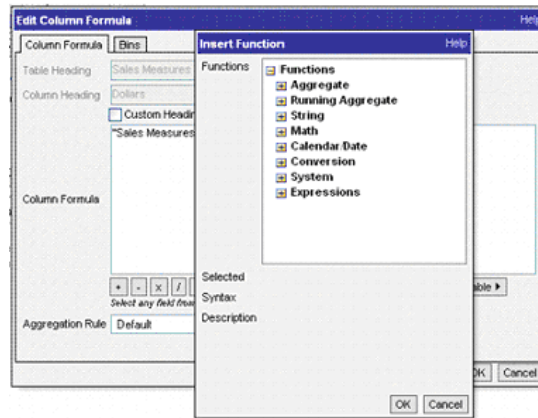 Edit Column Formula
Help
Column Formula
Bins
Table Heading
Sales Measures
Column Heading
Dollars
Custom Headin
"Sales Measures
Column Formula
+ - x /
Select any field from
able
Aggregation Rule
Default
OK
Cancel
Insert Function
Help
Functions
Functions
Aggregate
Running Aggregate
String
Math
Calendar/Date
Conversion
System
Expressions
Selected
Syntax
Description
OK
Cancel